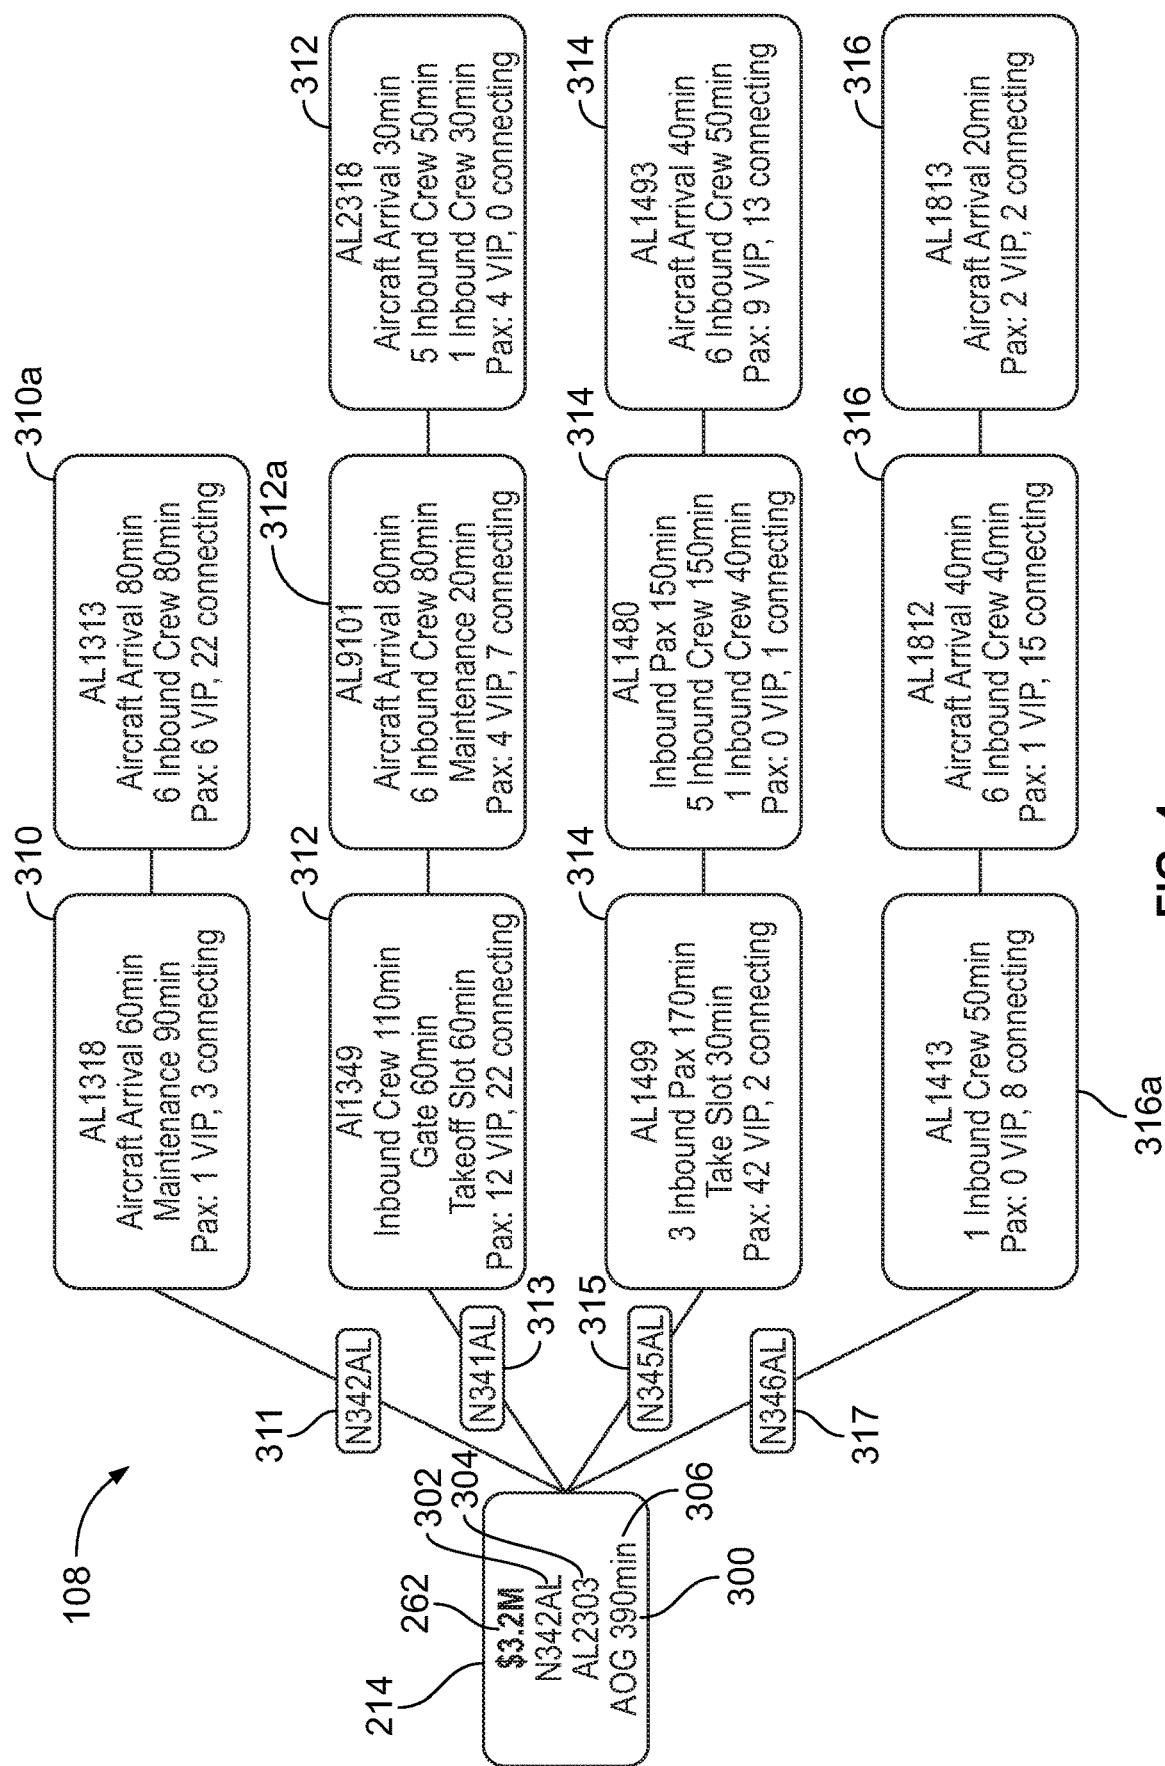 108
214
262
302
304
$3.2M
N342AL
AL2303
AOG 390min
300
306
311
N342AL
310
AL1318
Aircraft Arrival 60min
Maintenance 90min
Pax: 1 VIP, 3 connecting
310a
AL1313
Aircraft Arrival 80min
6 Inbound Crew 80min
Pax: 6 VIP, 22 connecting
N341AL
313
312
Al1349
Inbound Crew 110min
Gate 60min
Takeoff Slot 60min
Pax: 12 VIP, 22 connecting
312a
AL9101
Aircraft Arrival 80min
6 Inbound Crew 80min
Maintenance 20min
Pax: 4 VIP, 7 connecting
312
AL2318
Aircraft Arrival 30min
5 Inbound Crew 50min
1 Inbound Crew 30min
Pax: 4 VIP, 0 connecting
315
N345AL
314
AL1499
3 Inbound Pax 170min
Take Slot 30min
Pax: 42 VIP, 2 connecting
314
AL1480
Inbound Pax 150min
5 Inbound Crew 150min
1 Inbound Crew 40min
Pax: 0 VIP, 1 connecting
314
AL1493
Aircraft Arrival 40min
6 Inbound Crew 50min
Pax: 9 VIP, 13 connecting
N346AL
317
AL1413
1 Inbound Crew 50min
Pax: 0 VIP, 8 connecting
316a
316
AL1812
Aircraft Arrival 40min
6 Inbound Crew 40min
Pax: 1 VIP, 15 connecting
316
AL1813
Aircraft Arrival 20min
Pax: 2 VIP, 2 connecting
FIG.